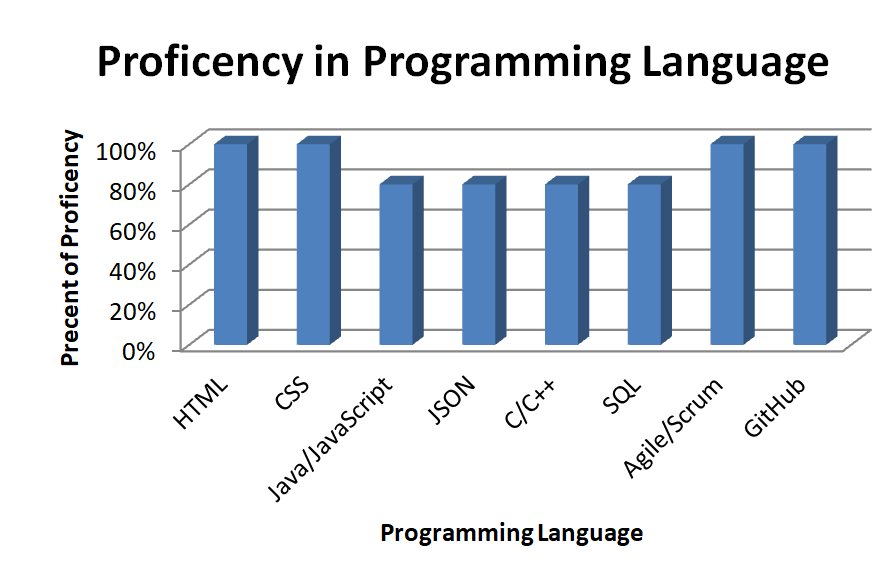 Proficency in Programming Language
Precent of Proficency
100%
80%
60%
40%
20%
0%
HTML
CSS
Java/JavaScript
JSON
C/C++
SQL
Agile/Scrum
GitHub
Programming Language